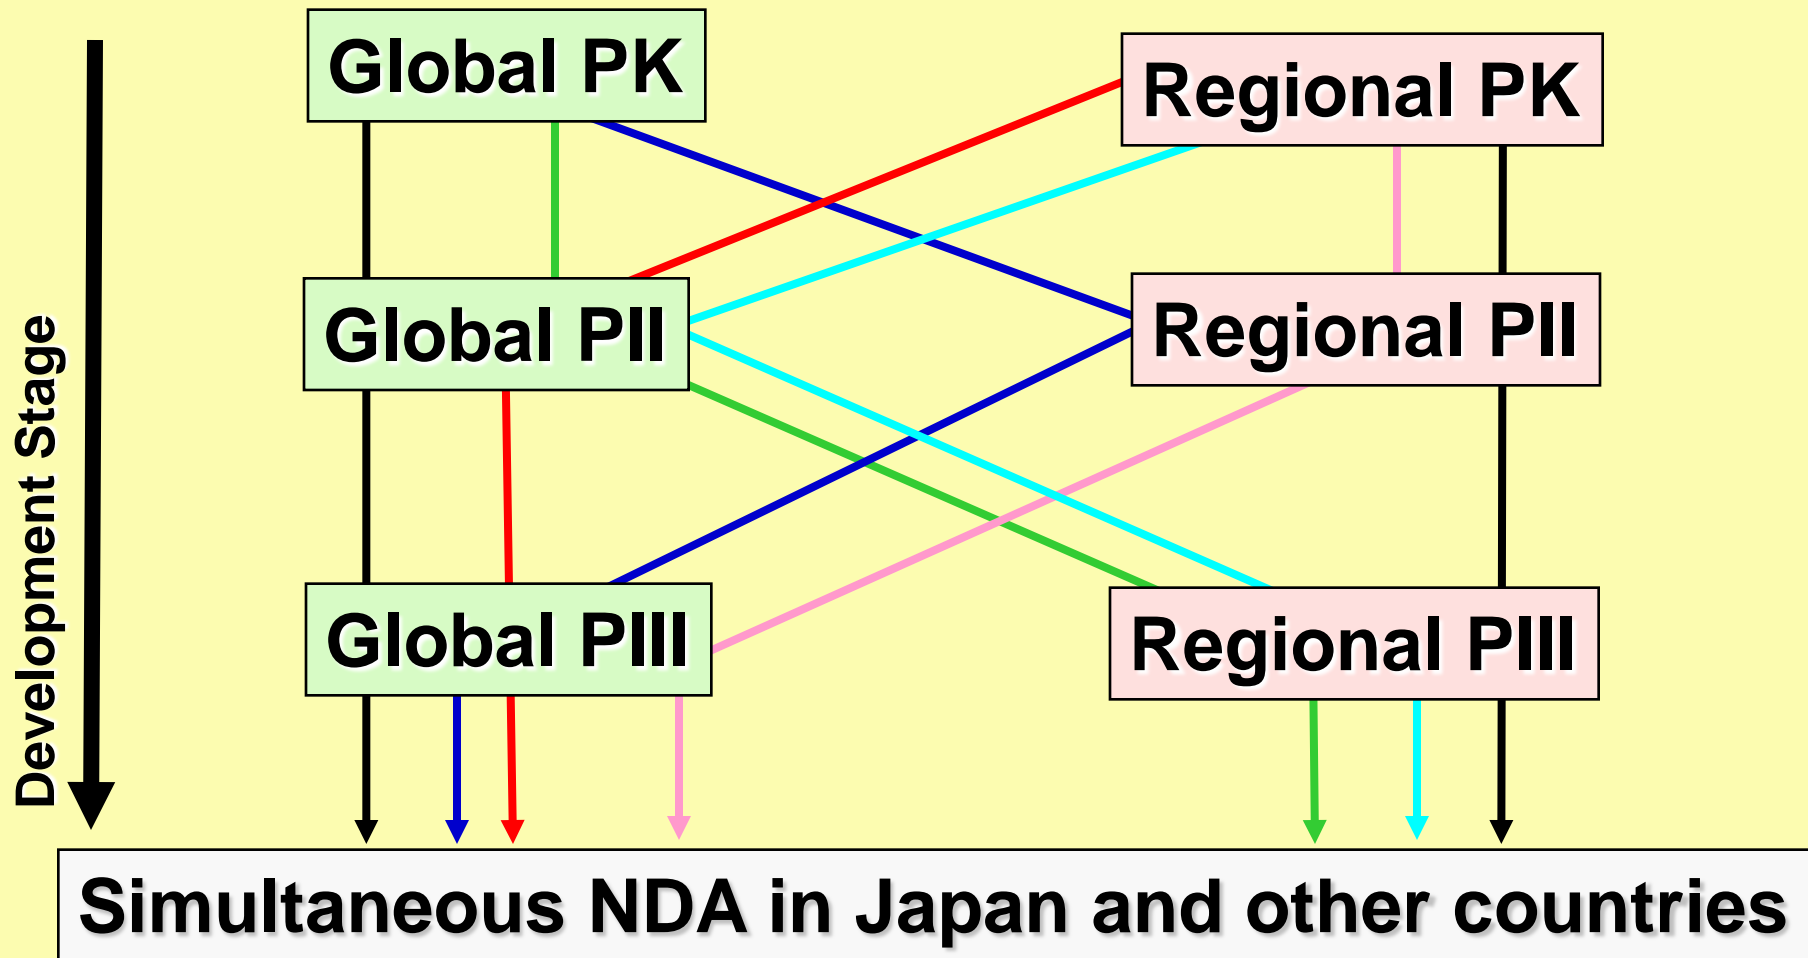 Global PK
Regional PK
Development Stage
Global PII
Regional PII
Global PIII
Regional PIII
Simultaneous NDA in Japan and other countries